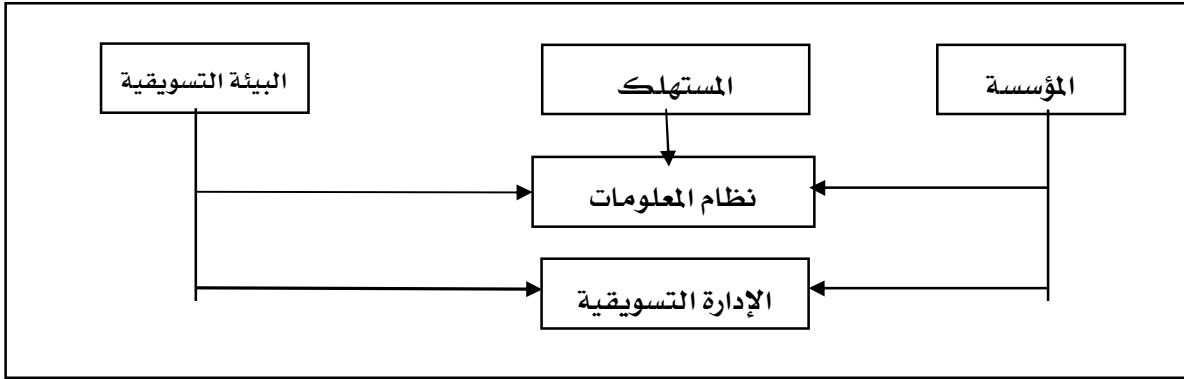 المؤسسة
المستهلك
البيئة التسويقية
نظام المعلومات
الإدارة التسويقية